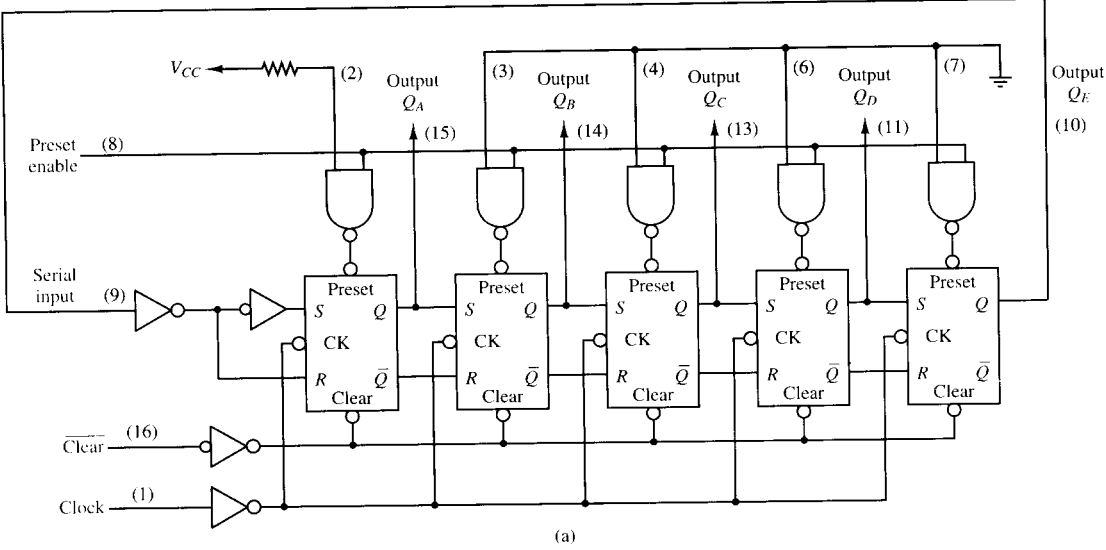 V_CC
(2)
Output
Q_A
(15)
(3)
Output
Q_B
(14)
(4)
Output
Q_C
(13)
(6)
Output
Q_D
(11)
(7)
Output
Q_E
(10)
Preset
enable
(8)
Serial
input
(9)
Preset
S
Q
CK
R
Q̅
Clear
Preset
S
Q
CK
R
Q̅
Clear
Preset
S
Q
CK
R
Q̅
Clear
Preset
S
Q
CK
R
Q̅
Clear
Preset
S
Q
CK
R
Q̅
Clear
C̅l̅e̅a̅r̅
(16)
Clock
(1)
(a)